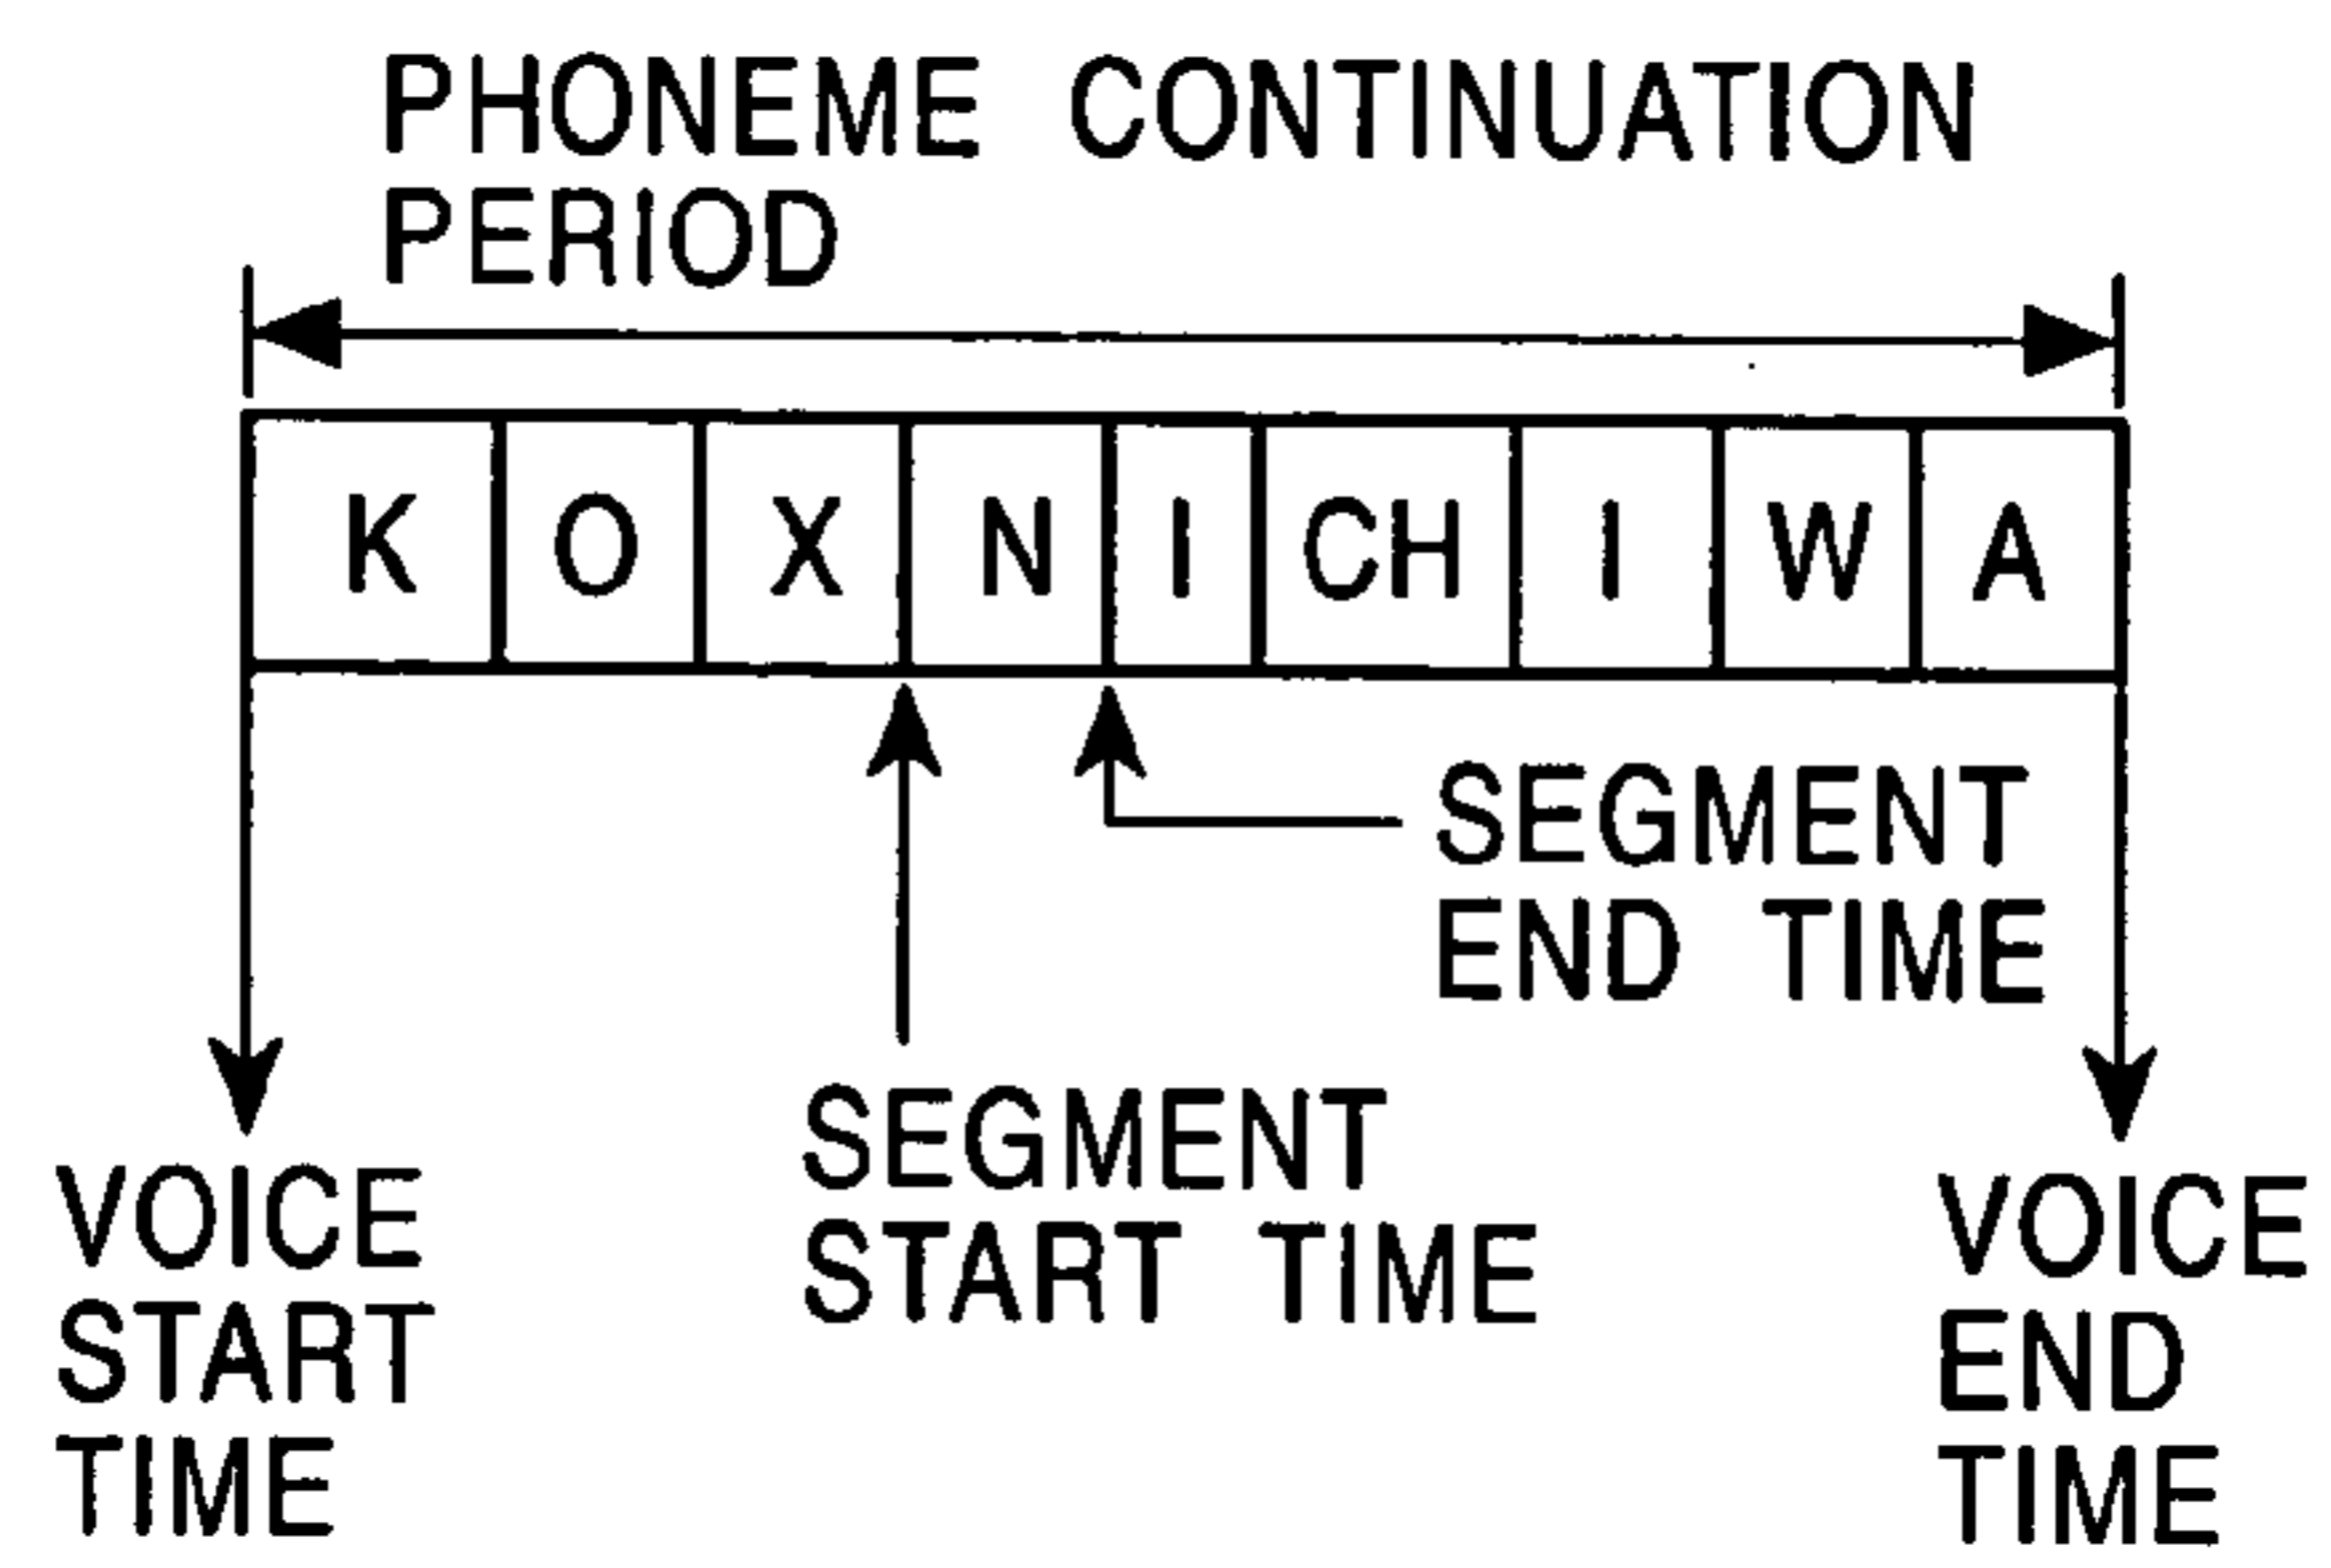 PHONEME CONTINUATION
PERIOD
K O X N I CH I W A
SEGMENT
END TIME
SEGMENT
START TIME
VOICE
START
TIME
VOICE
END
TIME